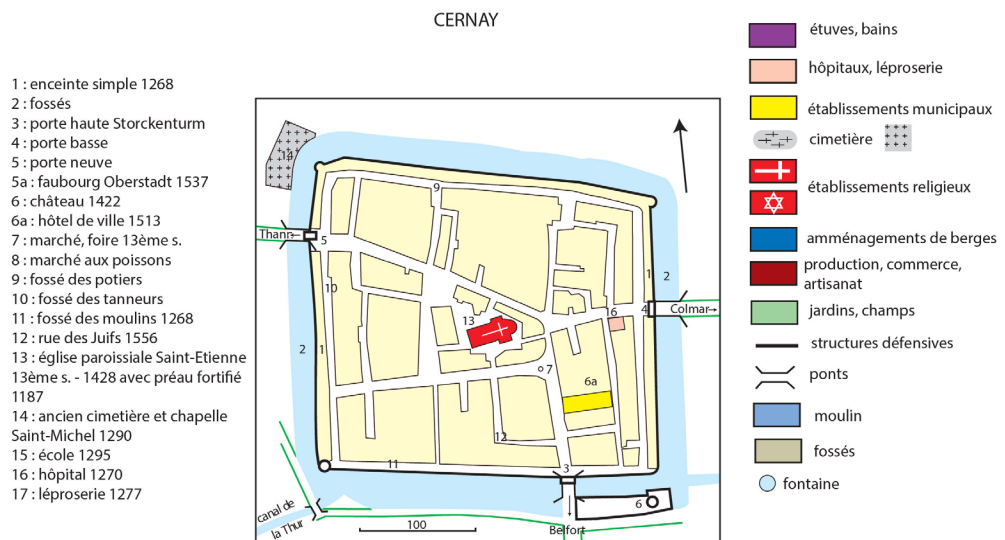 CERNAY
1 : enceinte simple 1268
2 : fossés
3 : porte haute Storckenturm
4 : porte basse
5 : porte neuve
5a : faubourg Oberstadt 1537
6 : château 1422
6a : hôtel de ville 1513
7 : marché, foire 13ème s.
8 : marché aux poissons
9 : fossé des potiers
10 : fossé des tanneurs
11 : fossé des moulins 1268
12 : rue des Juifs 1556
13 : église paroissiale Saint-Etienne
13ème s. - 1428 avec préau fortifié
1187
14 : ancien cimetière et chapelle
Saint-Michel 1290
15 : école 1295
16 : hôpital 1270
17 : léproserie 1277
14
9
Thann←
5
10
1
2
4
Colmar→
16
13
2
1
7
6a
12
11
3
6
canal de
la Thur
100
Belfort
étuves, bains
hôpitaux, léproserie
établissements municipaux
cimetière
établissements religieux
amménagements de berges
production, commerce,
artisanat
jardins, champs
structures défensives
ponts
moulin
fossés
fontaine